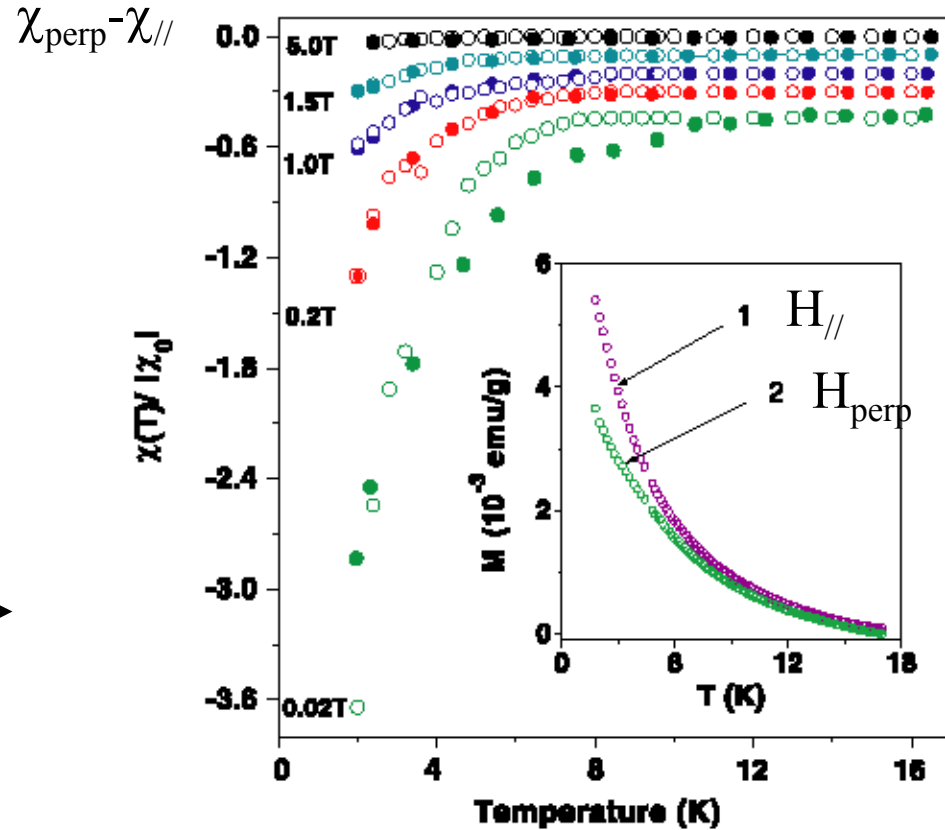 χperp-χ//
0.0
-0.6
-1.2
-1.8
-2.4
-3.0
-3.6
χ(T)/ |χ0|
5.0T
1.5T
1.0T
0.2T
0.02T
6
4
2
0
M (10-3 emu/g)
1 H//
2 Hperp
0 6 12 18
T (K)
0 4 8 12 16
Temperature (K)